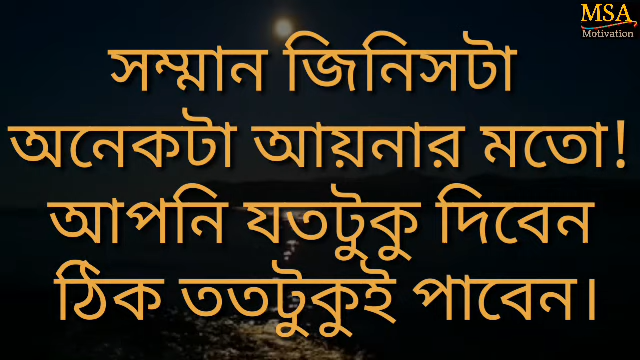 MSA
Motivation
সম্মান জিনিসটা
অনেকটা আয়নার মতো!
আপনি যতটুকু দিবেন
ঠিক ততটুকুই পাবেন।